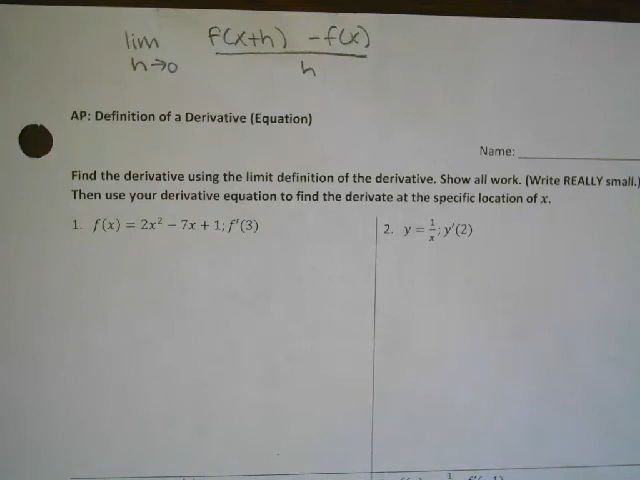 lim f(x+h) - f(x)
h→0 h
AP: Definition of a Derivative (Equation)
Name:
Find the derivative using the limit definition of the derivative. Show all work. (Write REALLY small.)
Then use your derivative equation to find the derivate at the specific location of x.
1. f(x) = 2x² − 7x + 1; f′(3)
2. y = 1/x; y′(2)